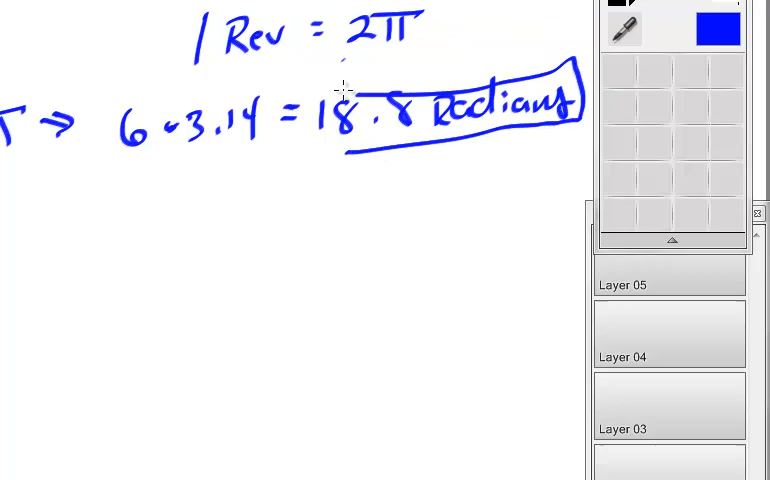 1 Rev = 2π
π ⇒ 6 · 3.14 = 18.8 Radians
Layer 05
Layer 04
Layer 03